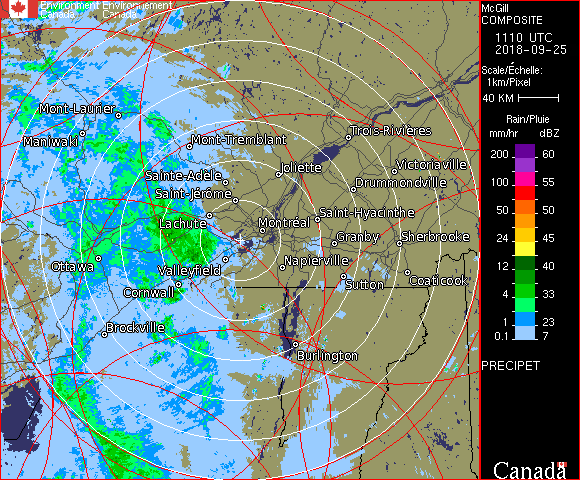 Environment Environnement
Canada Canada
McGill
COMPOSITE
1110 UTC
2018-09-25
Scale/Échelle:
1km/Pixel
40 KM
Rain/Pluie
mm/hr dBZ
200 60
100 55
50 50
24 45
12 40
4 33
1 23
0.1 7
PRECIPET
Canada
Mont-Laurier
Maniwaki
Mont-Tremblant
Trois-Rivières
Joliette
Victoriaville
Sainte-Adèle
Drummondville
Saint-Jérôme
Lachute
Saint-Hyacinthe
Montréal
Granby
Sherbrooke
Ottawa
Valleyfield
Napierville
Cornwall
Sutton
Coaticook
Brockville
Burlington